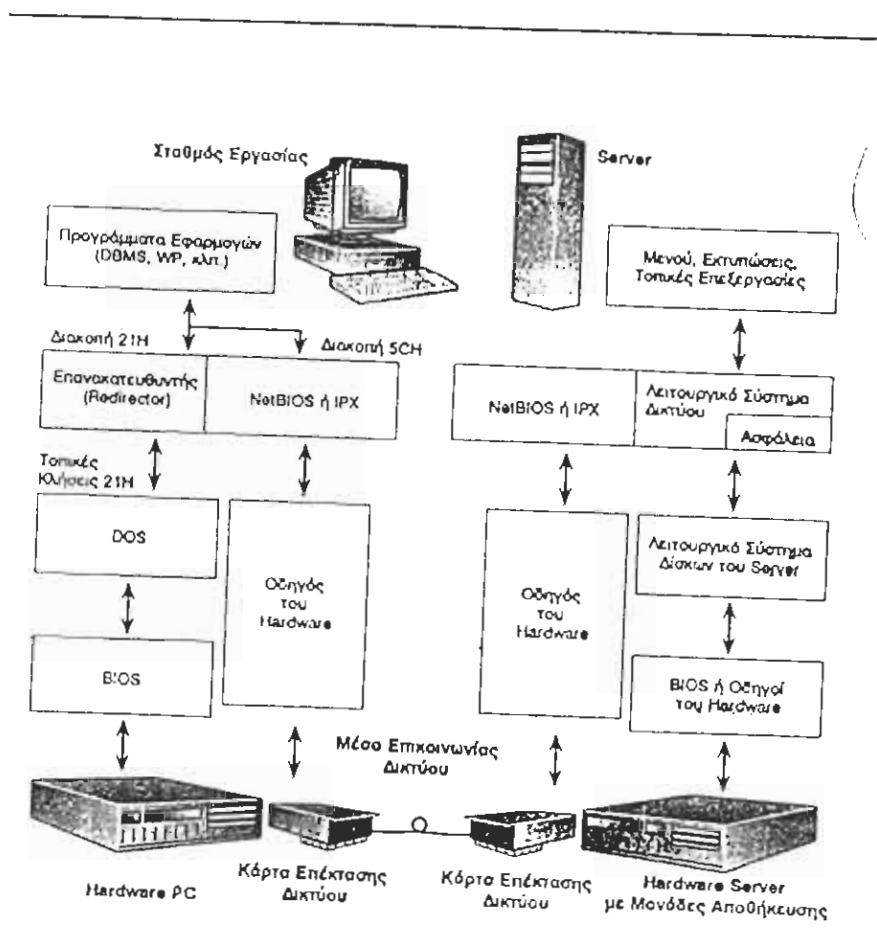 Σταθμός Εργασίας
Server
Προγράμματα Εφαρμογών
(DBMS, WP, κλπ.)
Μενού, Εκτυπώσεις,
Τοπικές Επεξεργασίες
Διακοπή 21H
Διακοπή 5CH
Επανακατευθυντής
(Redirector)
NetBIOS ή IPX
NetBIOS ή IPX
Λειτουργικό Σύστημα
Δικτύου
Ασφάλεια
Τοπικές
Κλήσεις 21H
DOS
Οδηγός
του
Hardware
Οδηγός
του
Hardware
Λειτουργικό Σύστημα
Δίσκων του Server
BIOS
BIOS ή Οδηγοί
του Hardware
Μέσο Επικοινωνίας
Δικτύου
Hardware PC
Κάρτα Επέκτασης
Δικτύου
Κάρτα Επέκτασης
Δικτύου
Hardware Server
με Μονάδες Αποθήκευσης